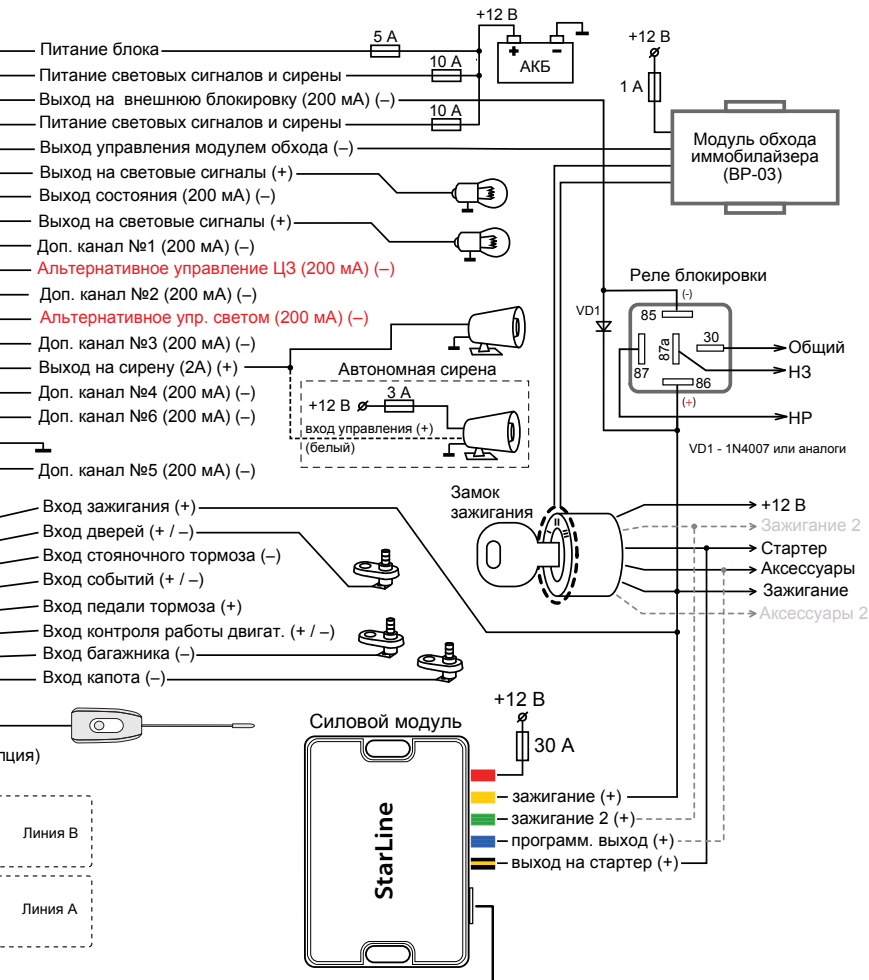 +12 В
Питание блока
5 А
АКБ
+12 В
Питание световых сигналов и сирены
10 А
1 А
Выход на внешнюю блокировку (200 мА) (–)
Питание световых сигналов и сирены
10 А
Выход управления модулем обхода (–)
Модуль обхода
иммобилайзера
(BP-03)
Выход на световые сигналы (+)
Выход состояния (200 мА) (–)
Выход на световые сигналы (+)
Доп. канал №1 (200 мА) (–)
Альтернативное управление ЦЗ (200 мА) (–)
Доп. канал №2 (200 мА) (–)
Альтернативное упр. светом (200 мА) (–)
Доп. канал №3 (200 мА) (–)
Выход на сирену (2А) (+)
Доп. канал №4 (200 мА) (–)
Доп. канал №6 (200 мА) (–)
Доп. канал №5 (200 мА) (–)
Реле блокировки
(-)
VD1
85
30
87a
87
86
(+)
Общий
НЗ
НР
VD1 - 1N4007 или аналоги
Автономная сирена
+12 В
3 А
вход управления (+)
(белый)
Вход зажигания (+)
Вход дверей (+ / –)
Вход стояночного тормоза (–)
Вход событий (+ / –)
Вход педали тормоза (+)
Вход контроля работы двигат. (+ / –)
Вход багажника (–)
Вход капота (–)
Замок
зажигания
II
III
+12 В
Зажигание 2
Стартер
Аксессуары
Зажигание
Аксессуары 2
пция)
Линия В
Линия А
Силовой модуль
StarLine
+12 В
30 А
зажигание (+)
зажигание 2 (+)
программ. выход (+)
выход на стартер (+)